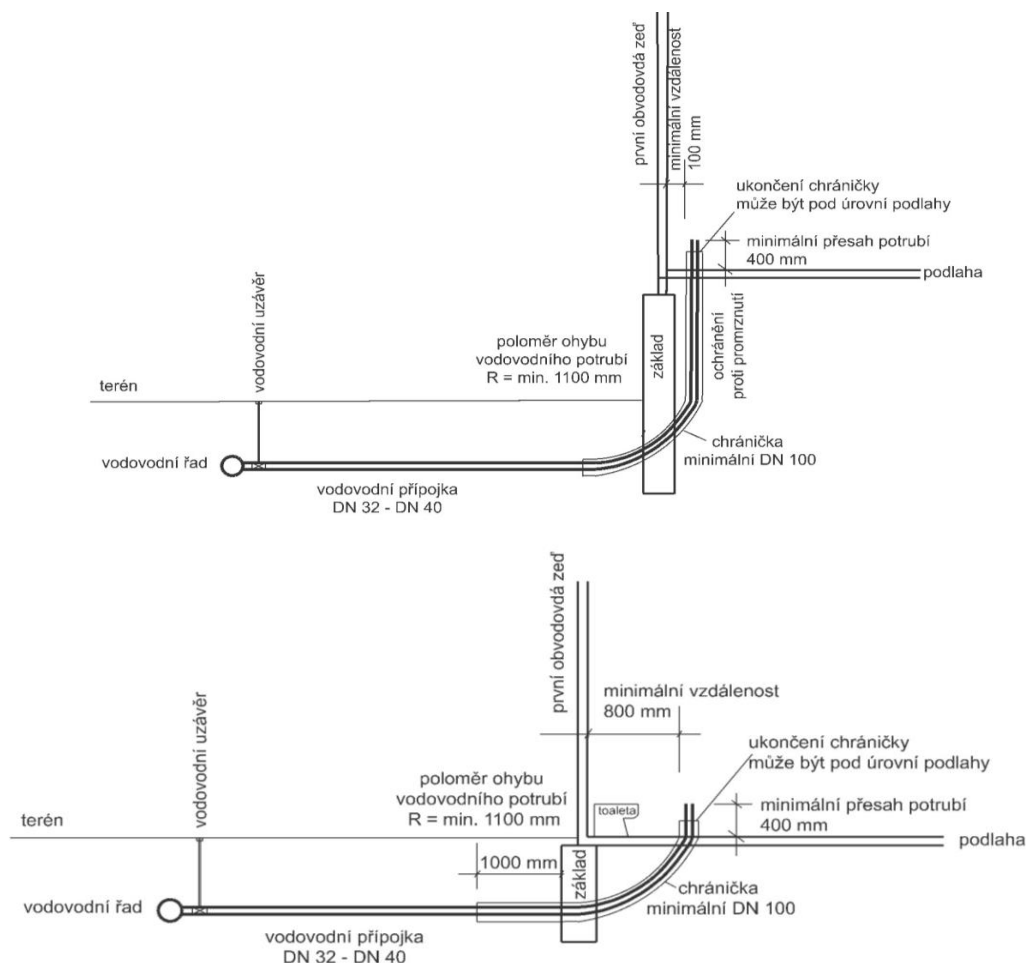 první obvodovdá zeď
minimální vzdálenost
100 mm
ukončení chráničky
může být pod úrovní podlahy
minimální přesah potrubí
400 mm
podlaha
vodovodní uzávěr
poloměr ohybu
vodovodního potrubí
R = min. 1100 mm
základ
ochránění
proti promrznutí
terén
chránička
minimální DN 100
vodovodní řad
vodovodní přípojka
DN 32 - DN 40
první obvodovdá zeď
minimální vzdálenost
800 mm
vodovodní uzávěr
ukončení chráničky
může být pod úrovní podlahy
poloměr ohybu
vodovodního potrubí
R = min. 1100 mm
toaleta
minimální přesah potrubí
400 mm
terén
podlaha
1000 mm
základ
chránička
minimální DN 100
vodovodní řad
vodovodní přípojka
DN 32 - DN 40